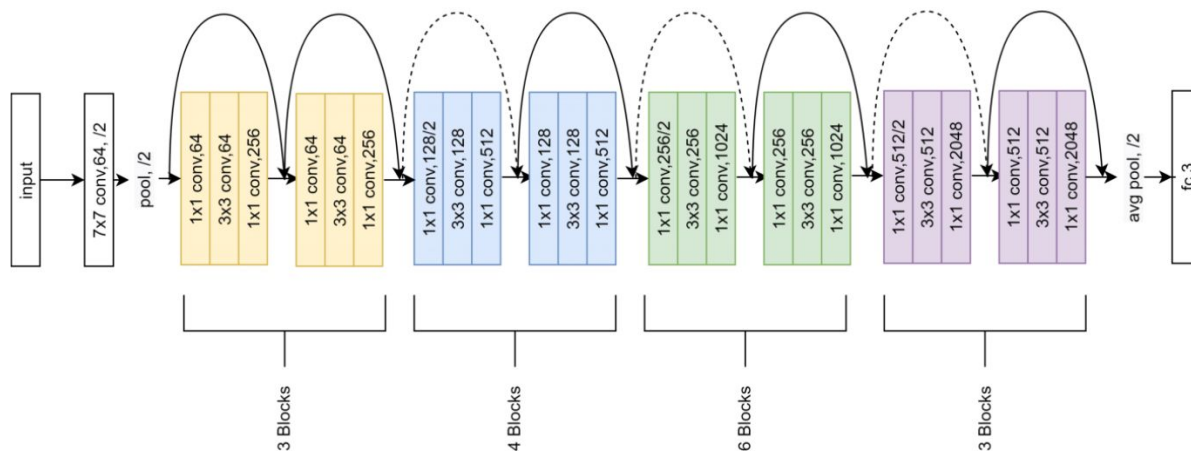 input
7x7 conv,64, /2
pool, /2
1x1 conv,64
3x3 conv,64
1x1 conv,256
1x1 conv,64
3x3 conv,64
1x1 conv,256
1x1 conv,128/2
3x3 conv,128
1x1 conv,512
1x1 conv,128
3x3 conv,128
1x1 conv,512
1x1 conv,256/2
3x3 conv,256
1x1 conv,1024
1x1 conv,256
3x3 conv,256
1x1 conv,1024
1x1 conv,512/2
3x3 conv,512
1x1 conv,2048
1x1 conv,512
3x3 conv,512
1x1 conv,2048
avg pool, /2
fc,3
3 Blocks
4 Blocks
6 Blocks
3 Blocks